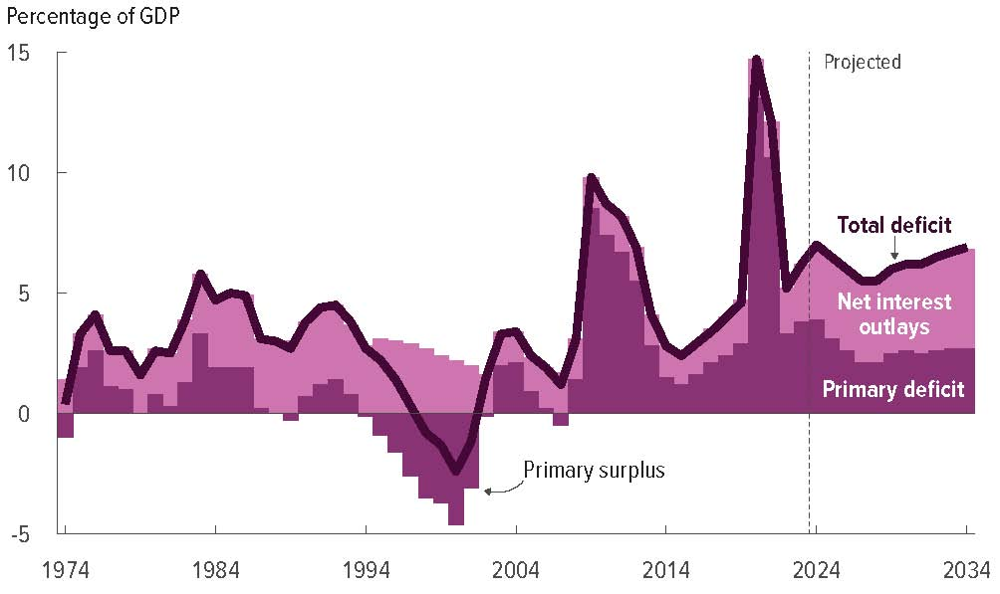 Percentage of GDP
15
Projected
10
Total deficit
5
Net interest
outlays
Primary deficit
0
Primary surplus
-5
1974 1984 1994 2004 2014 2024 2034